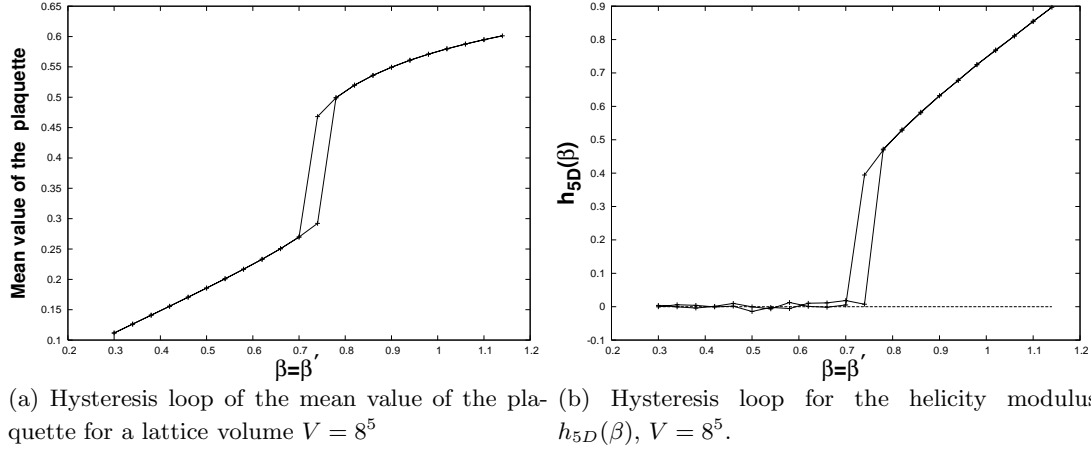 0.65
0.6
0.55
0.5
0.45
0.4
0.35
0.3
0.25
0.2
0.15
0.1
Mean value of the plaquette
0.2 0.3 0.4 0.5 0.6 0.7 0.8 0.9 1 1.1 1.2
β=β′
(a) Hysteresis loop of the mean value of the pla-
quette for a lattice volume V = 8⁵
0.9
0.8
0.7
0.6
0.5
0.4
0.3
0.2
0.1
0
-0.1
h₅D(β)
0.2 0.3 0.4 0.5 0.6 0.7 0.8 0.9 1 1.1 1.2
β=β′
(b) Hysteresis loop for the helicity modulus
h₅D(β), V = 8⁵.